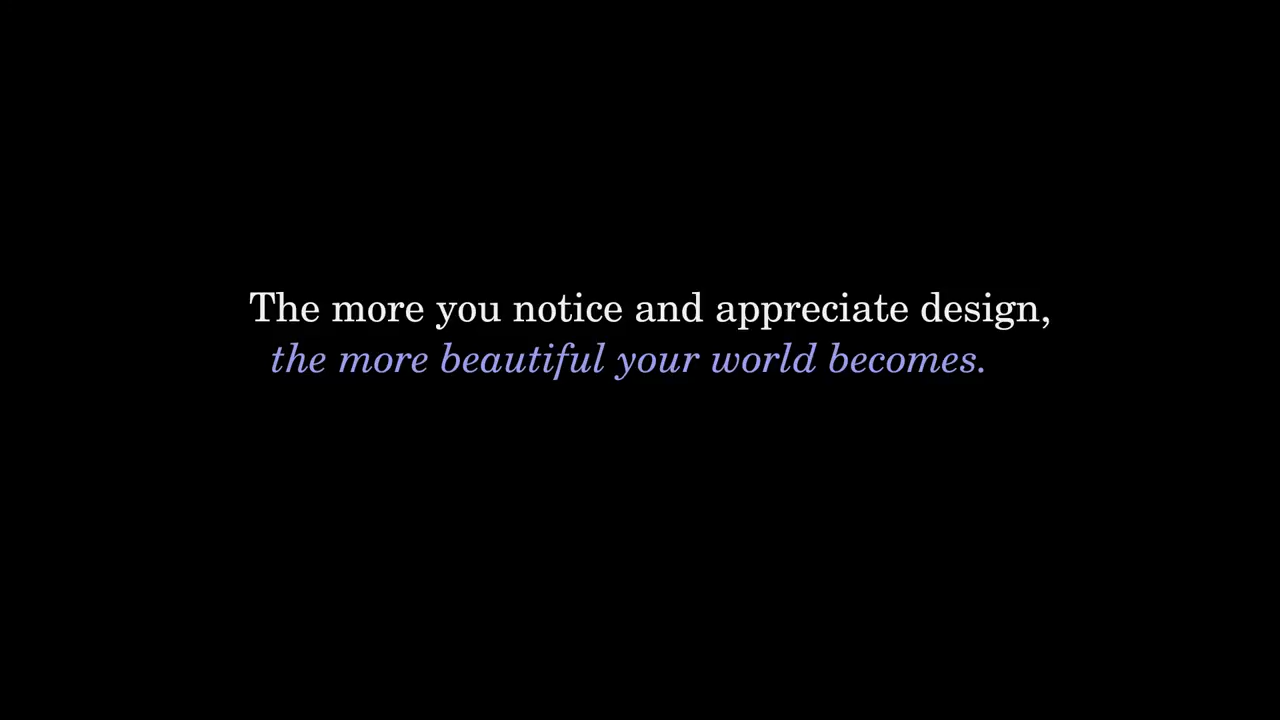 The more you notice and appreciate design,
the more beautiful your world becomes.